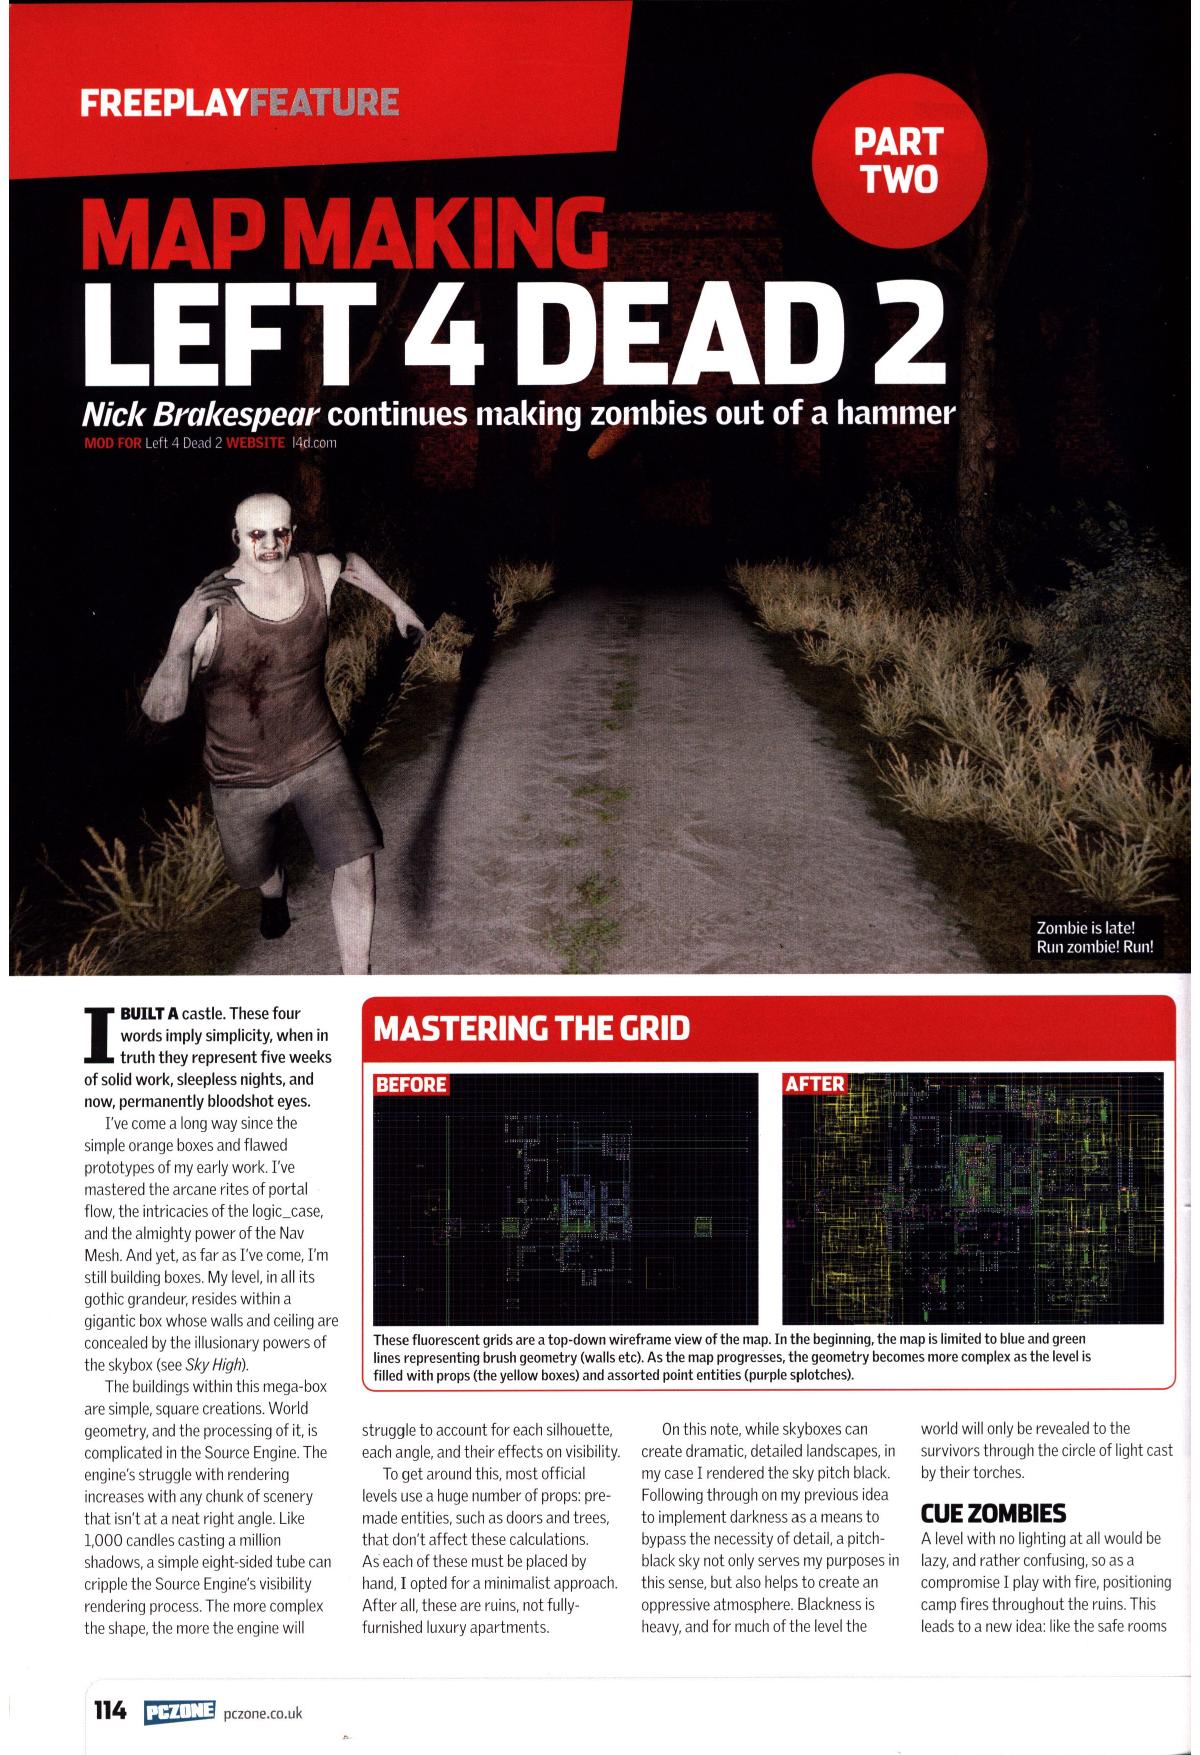 FREEPLAYFEATURE
PART
TWO
MAP MAKING
LEFT 4 DEAD 2
Nick Brakespear continues making zombies out of a hammer
MOD FOR Left 4 Dead 2 WEBSITE l4d.com
Zombie is late!
Run zombie! Run!
I BUILT A castle. These four
words imply simplicity, when in
truth they represent five weeks
of solid work, sleepless nights, and
now, permanently bloodshot eyes.
I've come a long way since the
simple orange boxes and flawed
prototypes of my early work. I've
mastered the arcane rites of portal
flow, the intricacies of the logic_case,
and the almighty power of the Nav
Mesh. And yet, as far as I've come, I'm
still building boxes. My level, in all its
gothic grandeur, resides within a
gigantic box whose walls and ceiling are
concealed by the illusionary powers of
the skybox (see Sky High).
The buildings within this mega-box
are simple, square creations. World
geometry, and the processing of it, is
complicated in the Source Engine. The
engine's struggle with rendering
increases with any chunk of scenery
that isn't at a neat right angle. Like
1,000 candles casting a million
shadows, a simple eight-sided tube can
cripple the Source Engine's visibility
rendering process. The more complex
the shape, the more the engine will
MASTERING THE GRID
BEFORE
AFTER
These fluorescent grids are a top-down wireframe view of the map. In the beginning, the map is limited to blue and green
lines representing brush geometry (walls etc). As the map progresses, the geometry becomes more complex as the level is
filled with props (the yellow boxes) and assorted point entities (purple splotches).
struggle to account for each silhouette,
each angle, and their effects on visibility.
To get around this, most official
levels use a huge number of props: pre-
made entities, such as doors and trees,
that don't affect these calculations.
As each of these must be placed by
hand, I opted for a minimalist approach.
After all, these are ruins, not fully-
furnished luxury apartments.
On this note, while skyboxes can
create dramatic, detailed landscapes, in
my case I rendered the sky pitch black.
Following through on my previous idea
to implement darkness as a means to
bypass the necessity of detail, a pitch-
black sky not only serves my purposes in
this sense, but also helps to create an
oppressive atmosphere. Blackness is
heavy, and for much of the level the
world will only be revealed to the
survivors through the circle of light cast
by their torches.
CUE ZOMBIES
A level with no lighting at all would be
lazy, and rather confusing, so as a
compromise I play with fire, positioning
camp fires throughout the ruins. This
leads to a new idea: like the safe rooms
114 PCZONE pczone.co.uk